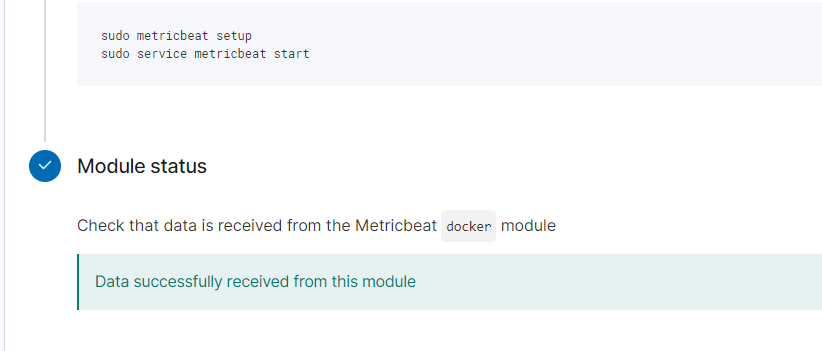 sudo metricbeat setup
sudo service metricbeat start
Module status
Check that data is received from the Metricbeat docker module
Data successfully received from this module